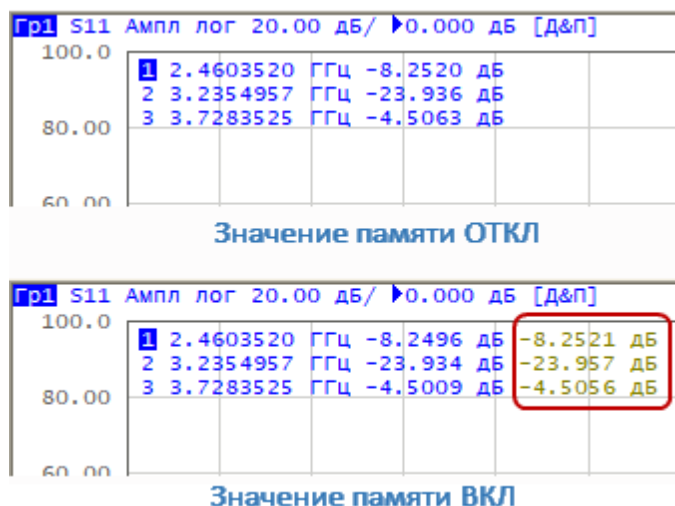 Гр1 S11 Ампл лог 20.00 дБ/ ▶0.000 дБ [Д&П]
100.0
1 2.4603520 ГГц -8.2520 дБ
2 3.2354957 ГГц -23.936 дБ
3 3.7283525 ГГц -4.5063 дБ
80.00
60.00
Значение памяти ОТКЛ
Гр1 S11 Ампл лог 20.00 дБ/ ▶0.000 дБ [Д&П]
100.0
1 2.4603520 ГГц -8.2496 дБ -8.2521 дБ
2 3.2354957 ГГц -23.934 дБ -23.957 дБ
3 3.7283525 ГГц -4.5009 дБ -4.5056 дБ
80.00
60.00
Значение памяти ВКЛ